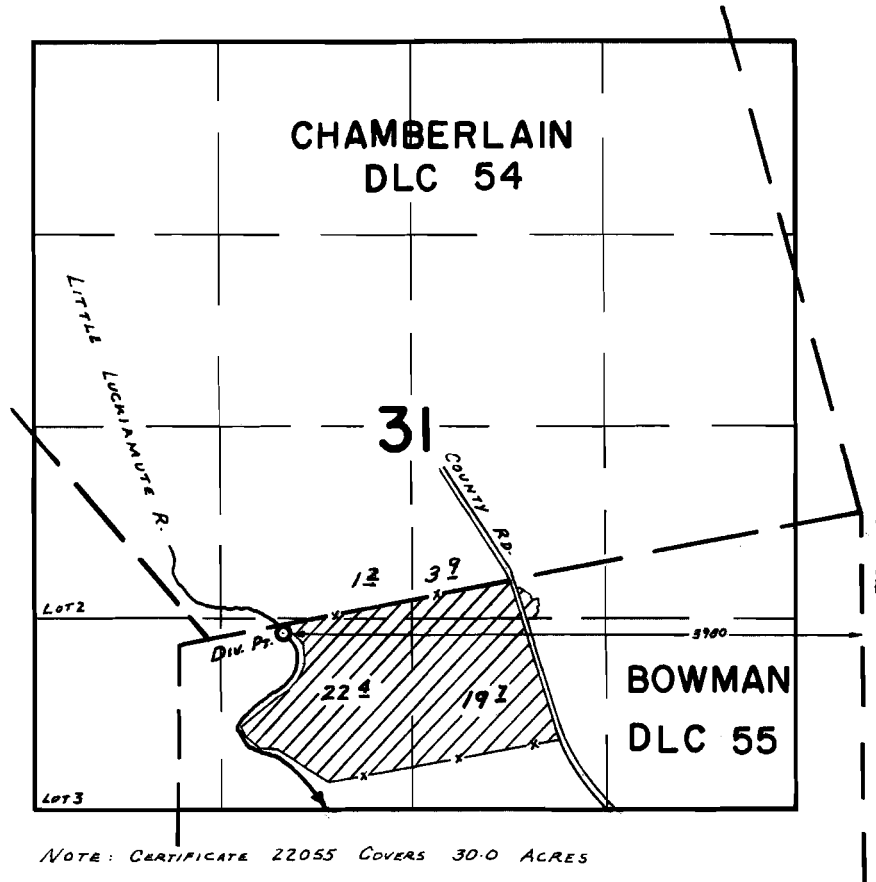 CHAMBERLAIN
DLC 54
LITTLE LUCKIAMUTE R.
31
COUNTY RD.
1 2 3 9
LOT 2
DIV. PT.
3980
22 4 19 7
BOWMAN
DLC 55
LOT 3
NOTE: CERTIFICATE 22055 COVERS 30.0 ACRES